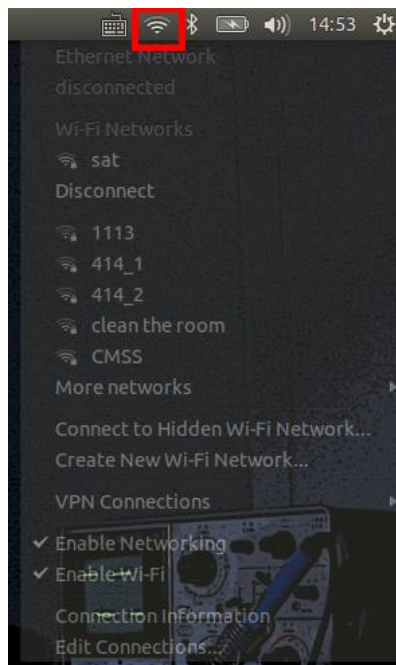 14:53
Ethernet Network
disconnected
Wi-Fi Networks
sat
Disconnect
1113
414_1
414_2
clean the room
CMSS
More networks
Connect to Hidden Wi-Fi Network...
Create New Wi-Fi Network...
VPN Connections
Enable Networking
Enable Wi-Fi
Connection Information
Edit Connections...